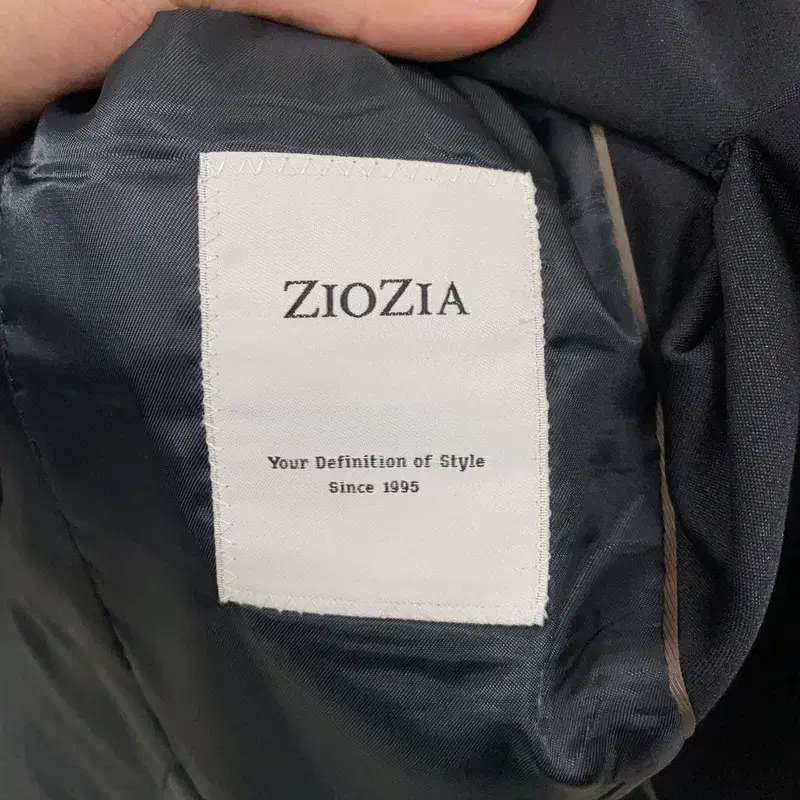 ZIOZIA
Your Definition of Style
Since 1995